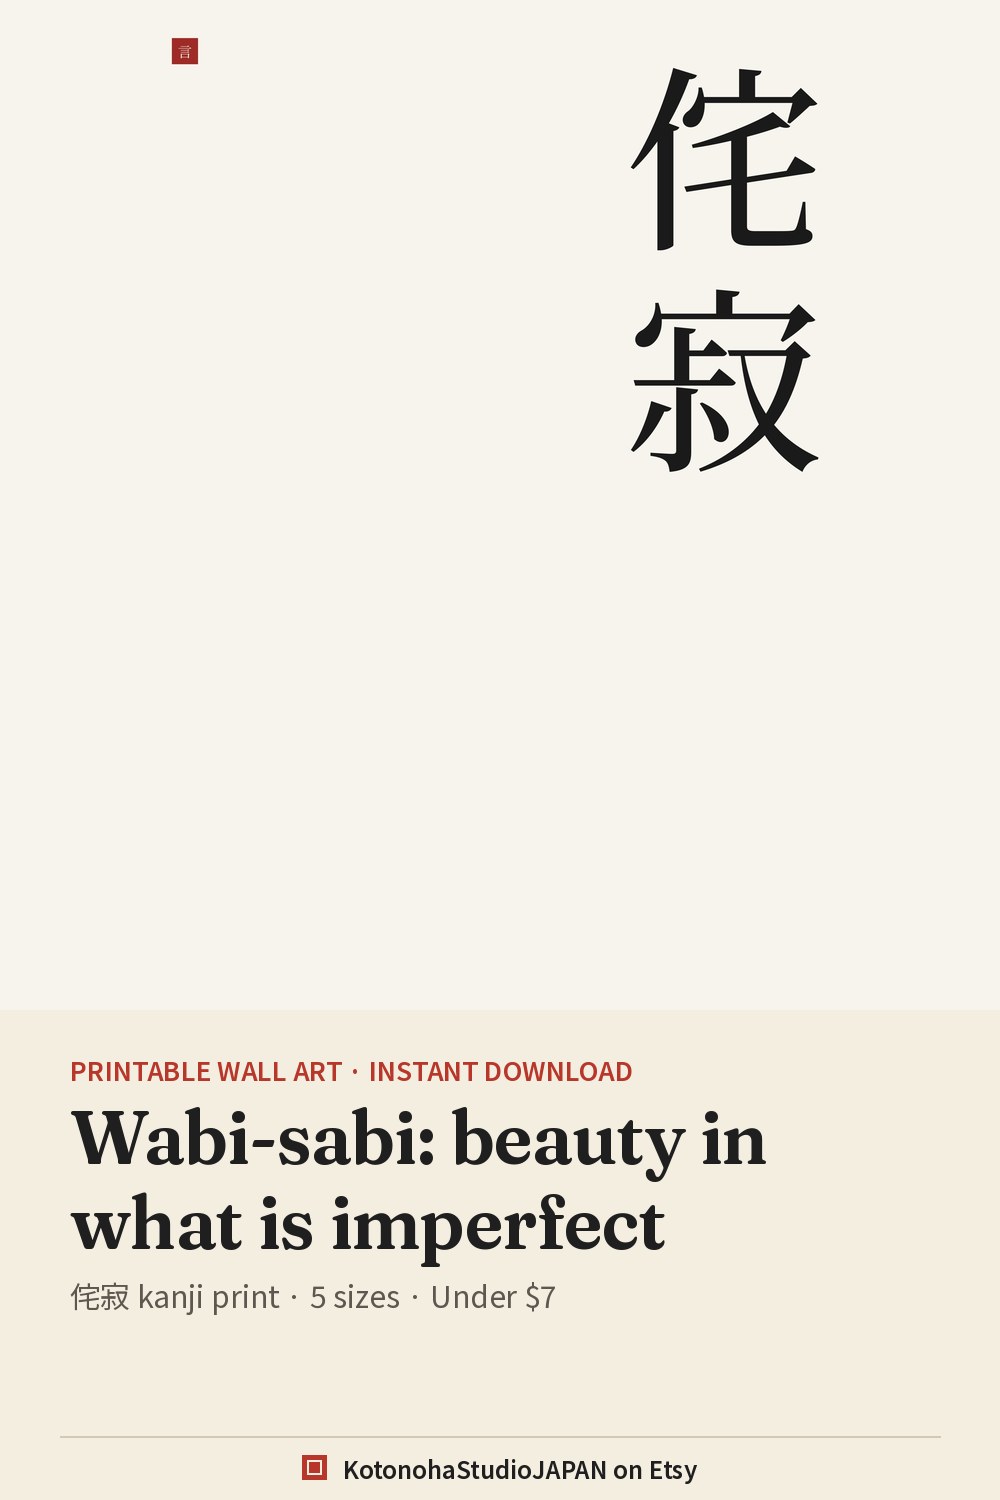 言
侘
寂
PRINTABLE WALL ART · INSTANT DOWNLOAD
Wabi-sabi: beauty in
what is imperfect
侘寂 kanji print · 5 sizes · Under $7
KotonohaStudioJAPAN on Etsy